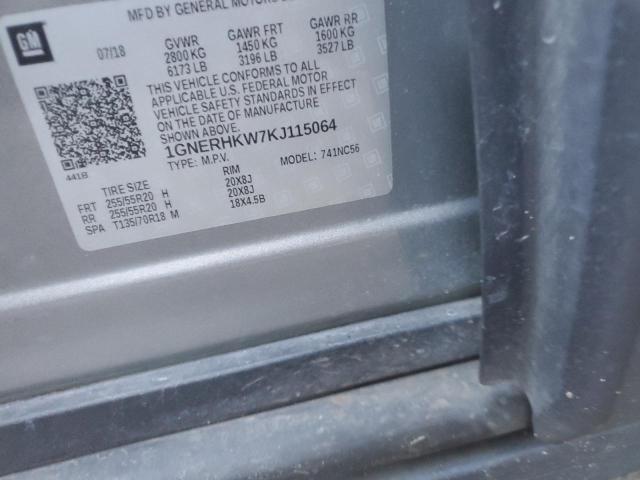 MFD BY GENERAL MOTORS
GM
07/18 GVWR GAWR FRT GAWR RR
2800 KG 1450 KG 1600 KG
6173 LB 3196 LB 3527 LB
THIS VEHICLE CONFORMS TO ALL
APPLICABLE U.S. FEDERAL MOTOR
VEHICLE SAFETY STANDARDS IN EFFECT
ON THE DATE OF MANUFACTURE
SHOWN ABOVE.
1GNERHKW7KJ115064
TYPE: M.P.V. MODEL: 741NC56
441B
TIRE SIZE RIM
FRT 255/55R20 H 20X8J
RR 255/55R20 H 20X8J
SPA T135/70R18 M 18X4.5B